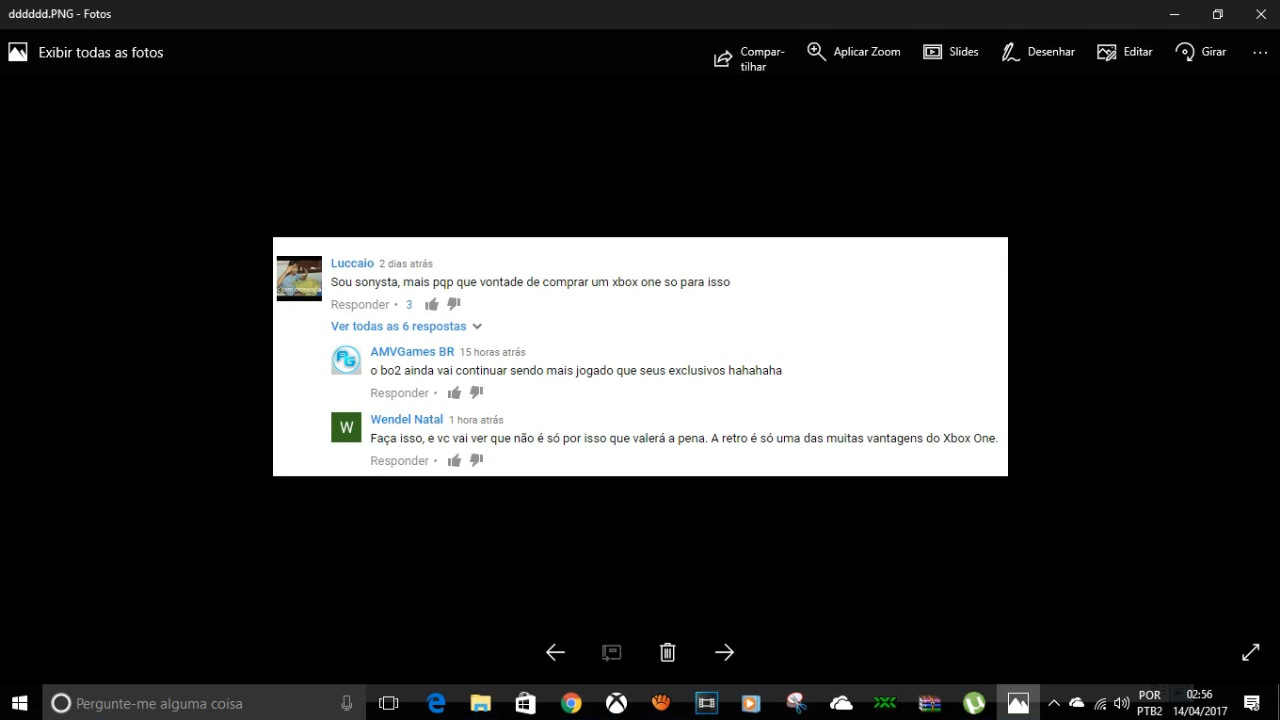 dddddd.PNG - Fotos
Exibir todas as fotos
Compar-
tilhar
Aplicar Zoom
Slides
Desenhar
Editar
Girar
Luccaio 2 dias atrás
Sou sonysta, mais pqp que vontade de comprar um xbox one so para isso
Responder • 3
Ver todas as 6 respostas
AMVGames BR 15 horas atrás
o bo2 ainda vai continuar sendo mais jogado que seus exclusivos hahahaha
Responder •
W
Wendel Natal 1 hora atrás
Faça isso, e vc vai ver que não é só por isso que valerá a pena. A retro é só uma das muitas vantagens do Xbox One.
Responder •
Pergunte-me alguma coisa
POR
PTB2
02:56
14/04/2017